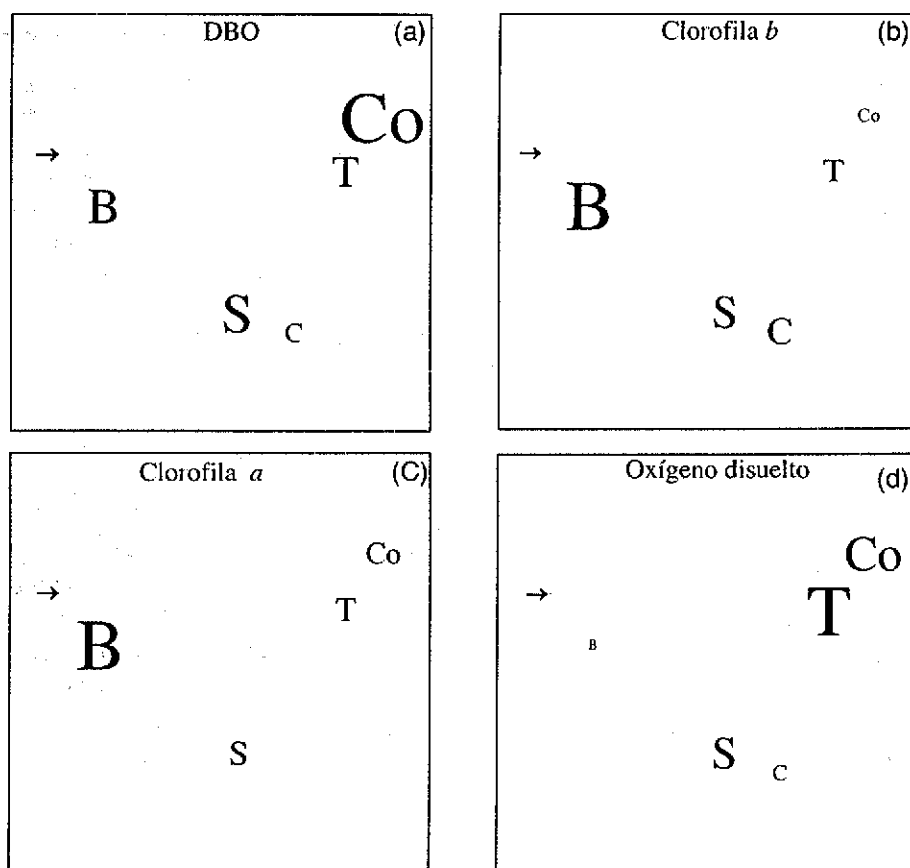 DBO (a)
Co
→
T
B
S
C
Clorofila b (b)
Co
→
T
B
S
C
Clorofila a (C)
Co
→
T
B
S
Oxígeno disuelto (d)
Co
→
T
B
S
C